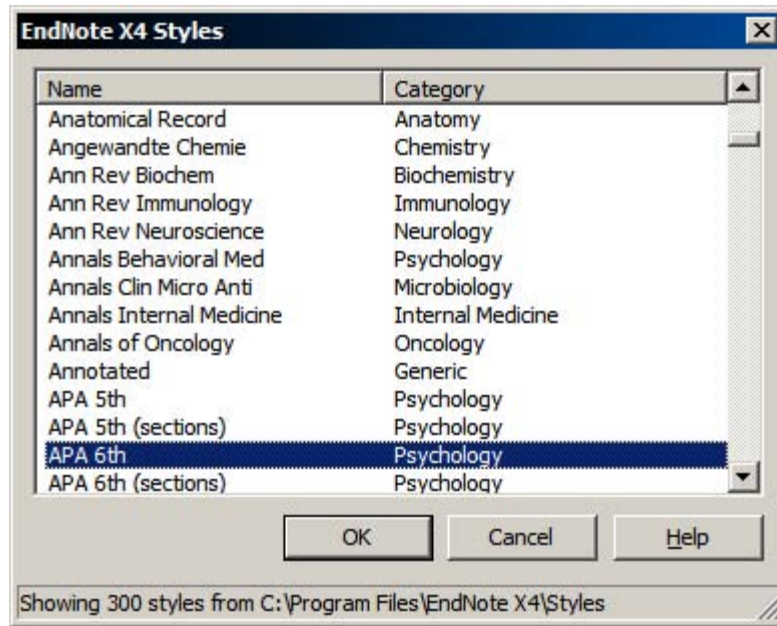 EndNote X4 Styles
Name Category
Anatomical Record Anatomy
Angewandte Chemie Chemistry
Ann Rev Biochem Biochemistry
Ann Rev Immunology Immunology
Ann Rev Neuroscience Neurology
Annals Behavioral Med Psychology
Annals Clin Micro Anti Microbiology
Annals Internal Medicine Internal Medicine
Annals of Oncology Oncology
Annotated Generic
APA 5th Psychology
APA 5th (sections) Psychology
APA 6th Psychology
APA 6th (sections) Psychology
OK Cancel Help
Showing 300 styles from C:\Program Files\EndNote X4\Styles